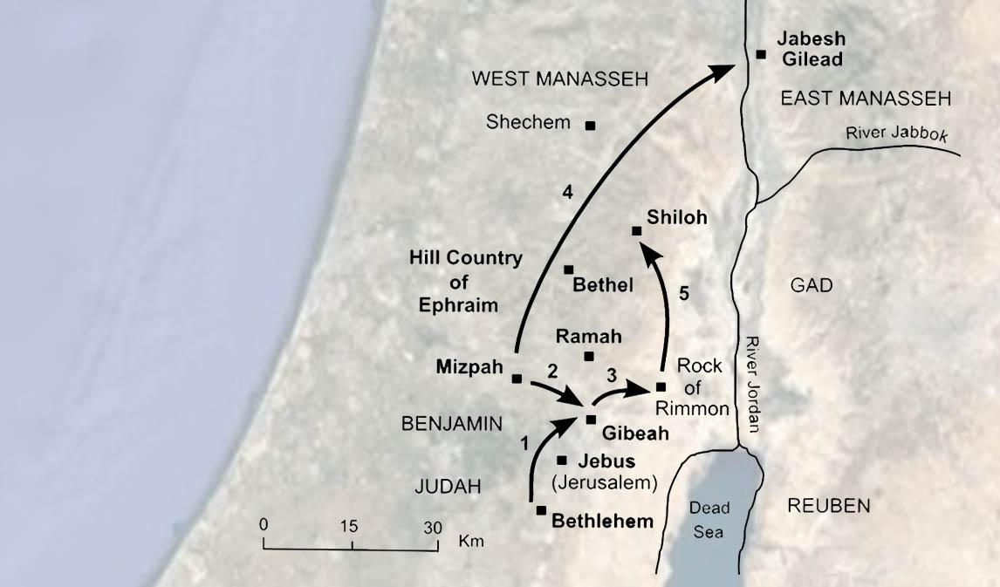 Jabesh
Gilead
WEST MANASSEH
EAST MANASSEH
Shechem
River Jabbok
4
Shiloh
Hill Country
of
Ephraim
Bethel
5
GAD
Ramah
Mizpah
2
3
Rock
of
Rimmon
River Jordan
BENJAMIN
Gibeah
1
Jebus
(Jerusalem)
JUDAH
Bethlehem
Dead
Sea
REUBEN
0 15 30
Km